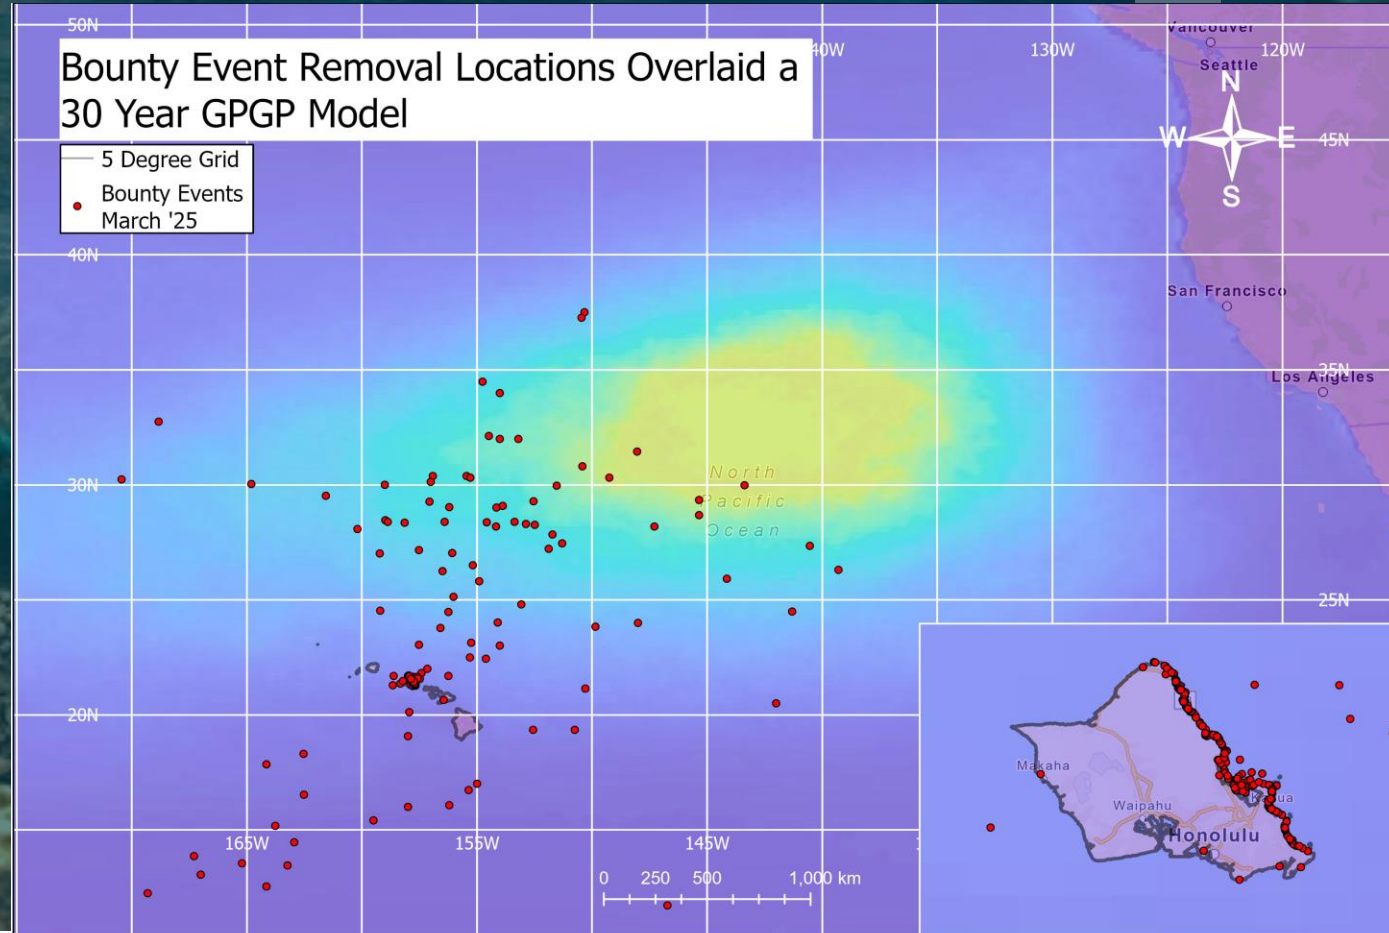 50N
Vancouver
40W
130W
120W
Bounty Event Removal Locations Overlaid a
30 Year GPGP Model
Seattle
N
W
E
45N
S
5 Degree Grid
Bounty Events
March '25
40N
San Francisco
35N
Los Angeles
North
Pacific
Ocean
30N
25N
20N
Makaha
Waipahu
Honolulu
165W
155W
145W
0 250 500 1,000 km